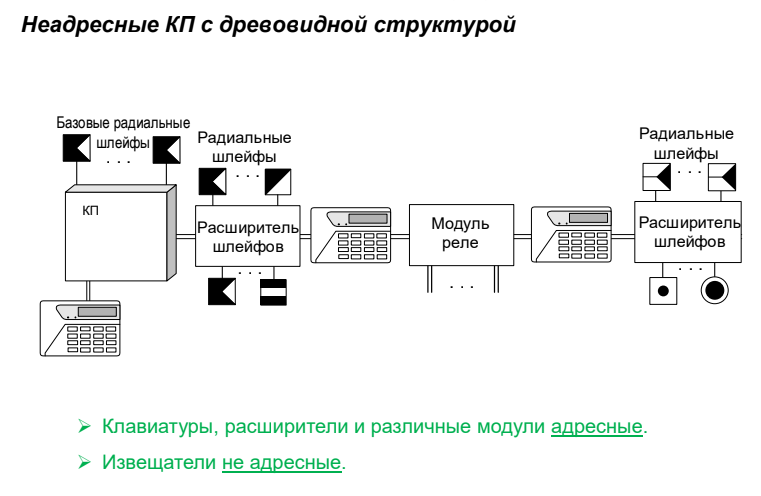 Неадресные КП с древовидной структурой
Базовые радиальные
шлейфы
. . .
Радиальные
шлейфы
. . .
Радиальные
шлейфы
. . .
КП
Расширитель
шлейфов
. . .
Модуль
реле
. . .
Расширитель
шлейфов
. . .
➢ Клавиатуры, расширители и различные модули адресные.
➢ Извещатели не адресные.